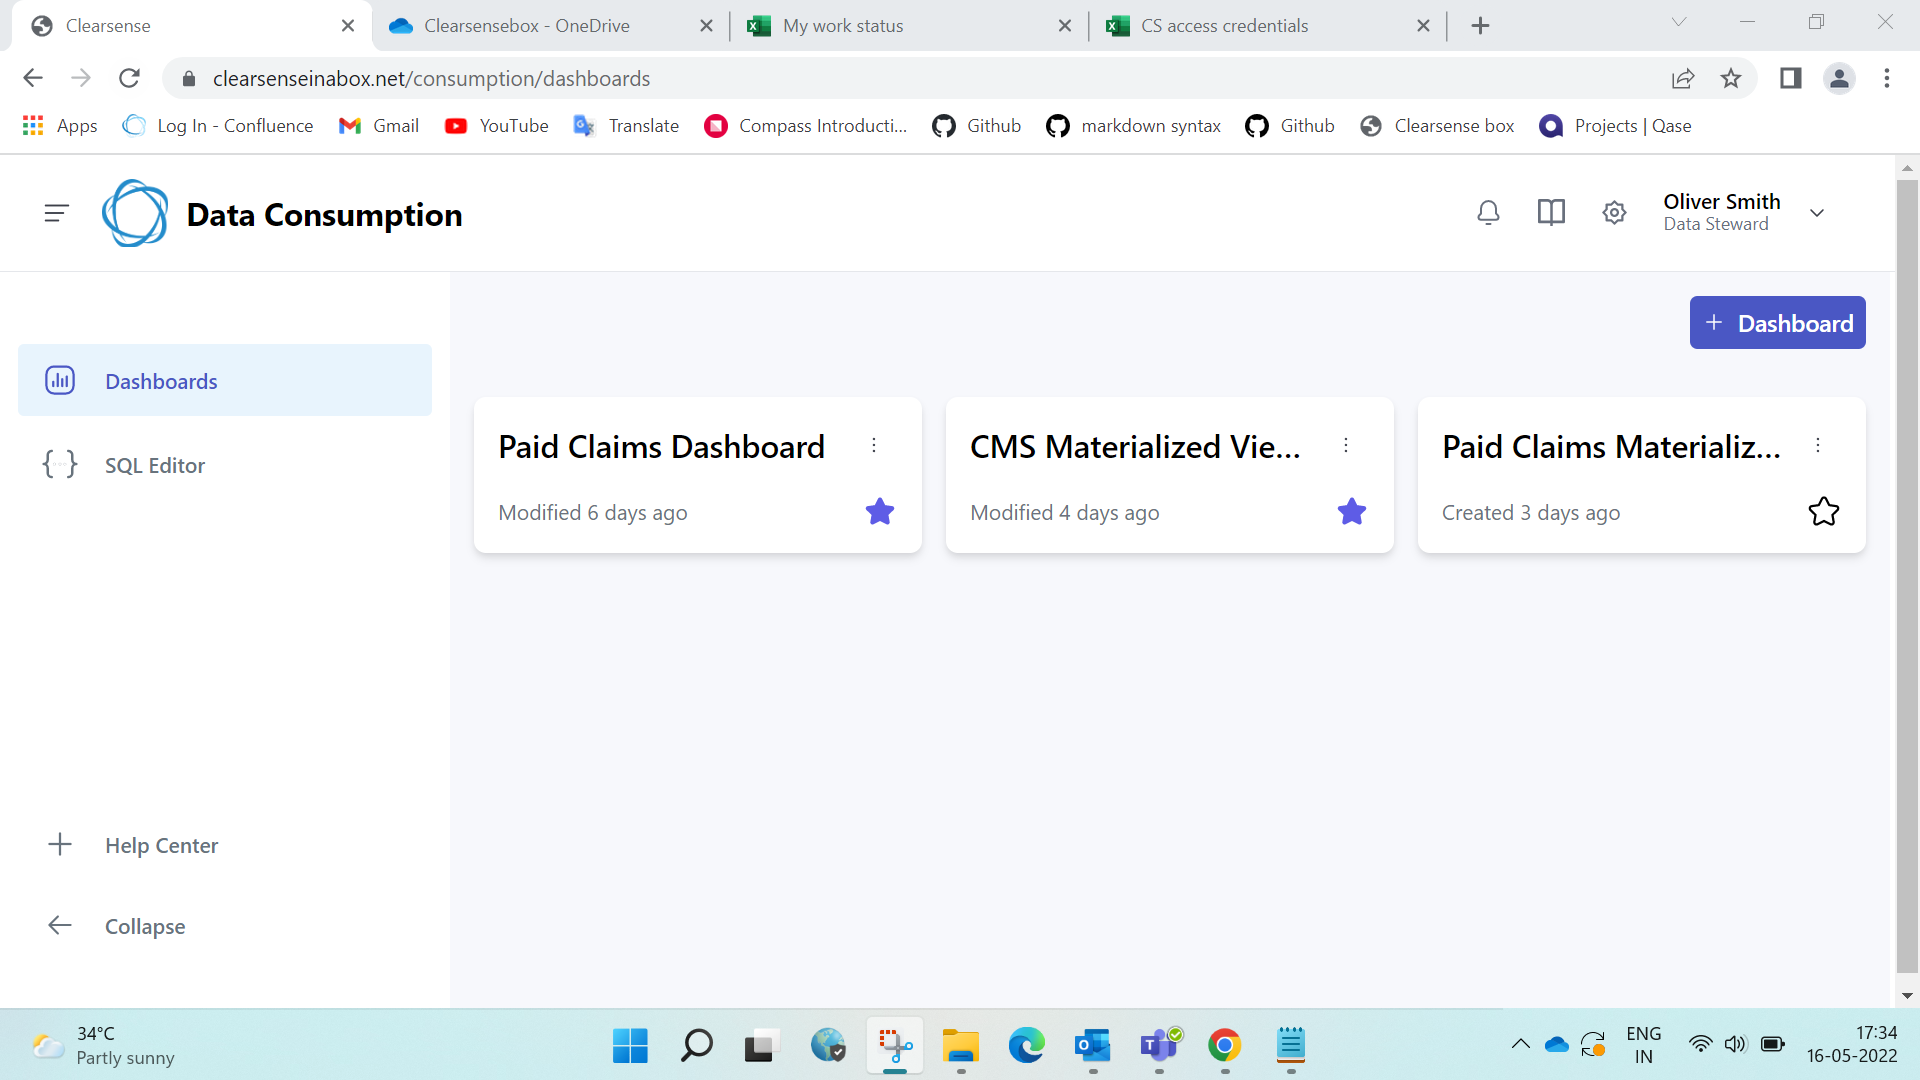 Clearsense
Clearsensebox - OneDrive
My work status
CS access credentials
clearsenseinabox.net/consumption/dashboards
Apps
Log In - Confluence
Gmail
YouTube
Translate
Compass Introducti...
Github
markdown syntax
Github
Clearsense box
Projects | Qase
Data Consumption
Oliver Smith
Data Steward
+ Dashboard
Dashboards
SQL Editor
Paid Claims Dashboard
Modified 6 days ago
CMS Materialized Vie...
Modified 4 days ago
Paid Claims Materializ...
Created 3 days ago
Help Center
Collapse
34°C
Partly sunny
ENG
IN
17:34
16-05-2022